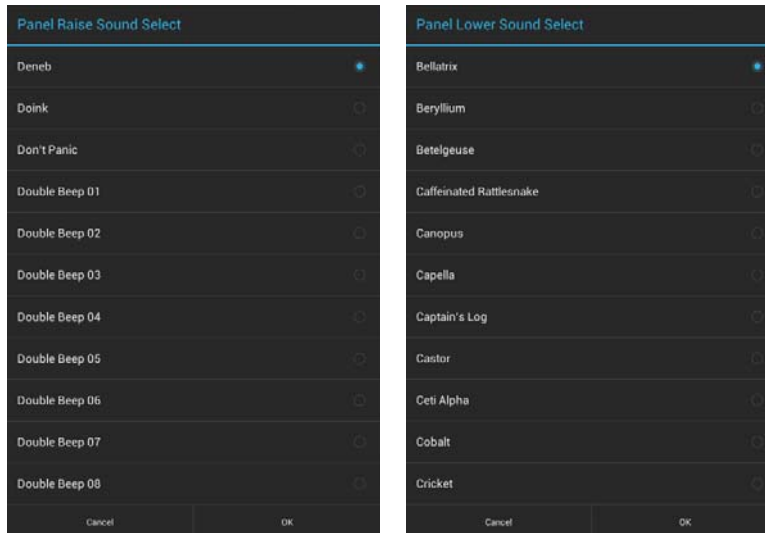 Panel Raise Sound Select
Deneb
Doink
Don't Panic
Double Beep 01
Double Beep 02
Double Beep 03
Double Beep 04
Double Beep 05
Double Beep 06
Double Beep 07
Double Beep 08
Cancel OK
Panel Lower Sound Select
Bellatrix
Beryllium
Betelgeuse
Caffeinated Rattlesnake
Canopus
Capella
Captain's Log
Castor
Ceti Alpha
Cobalt
Cricket
Cancel OK